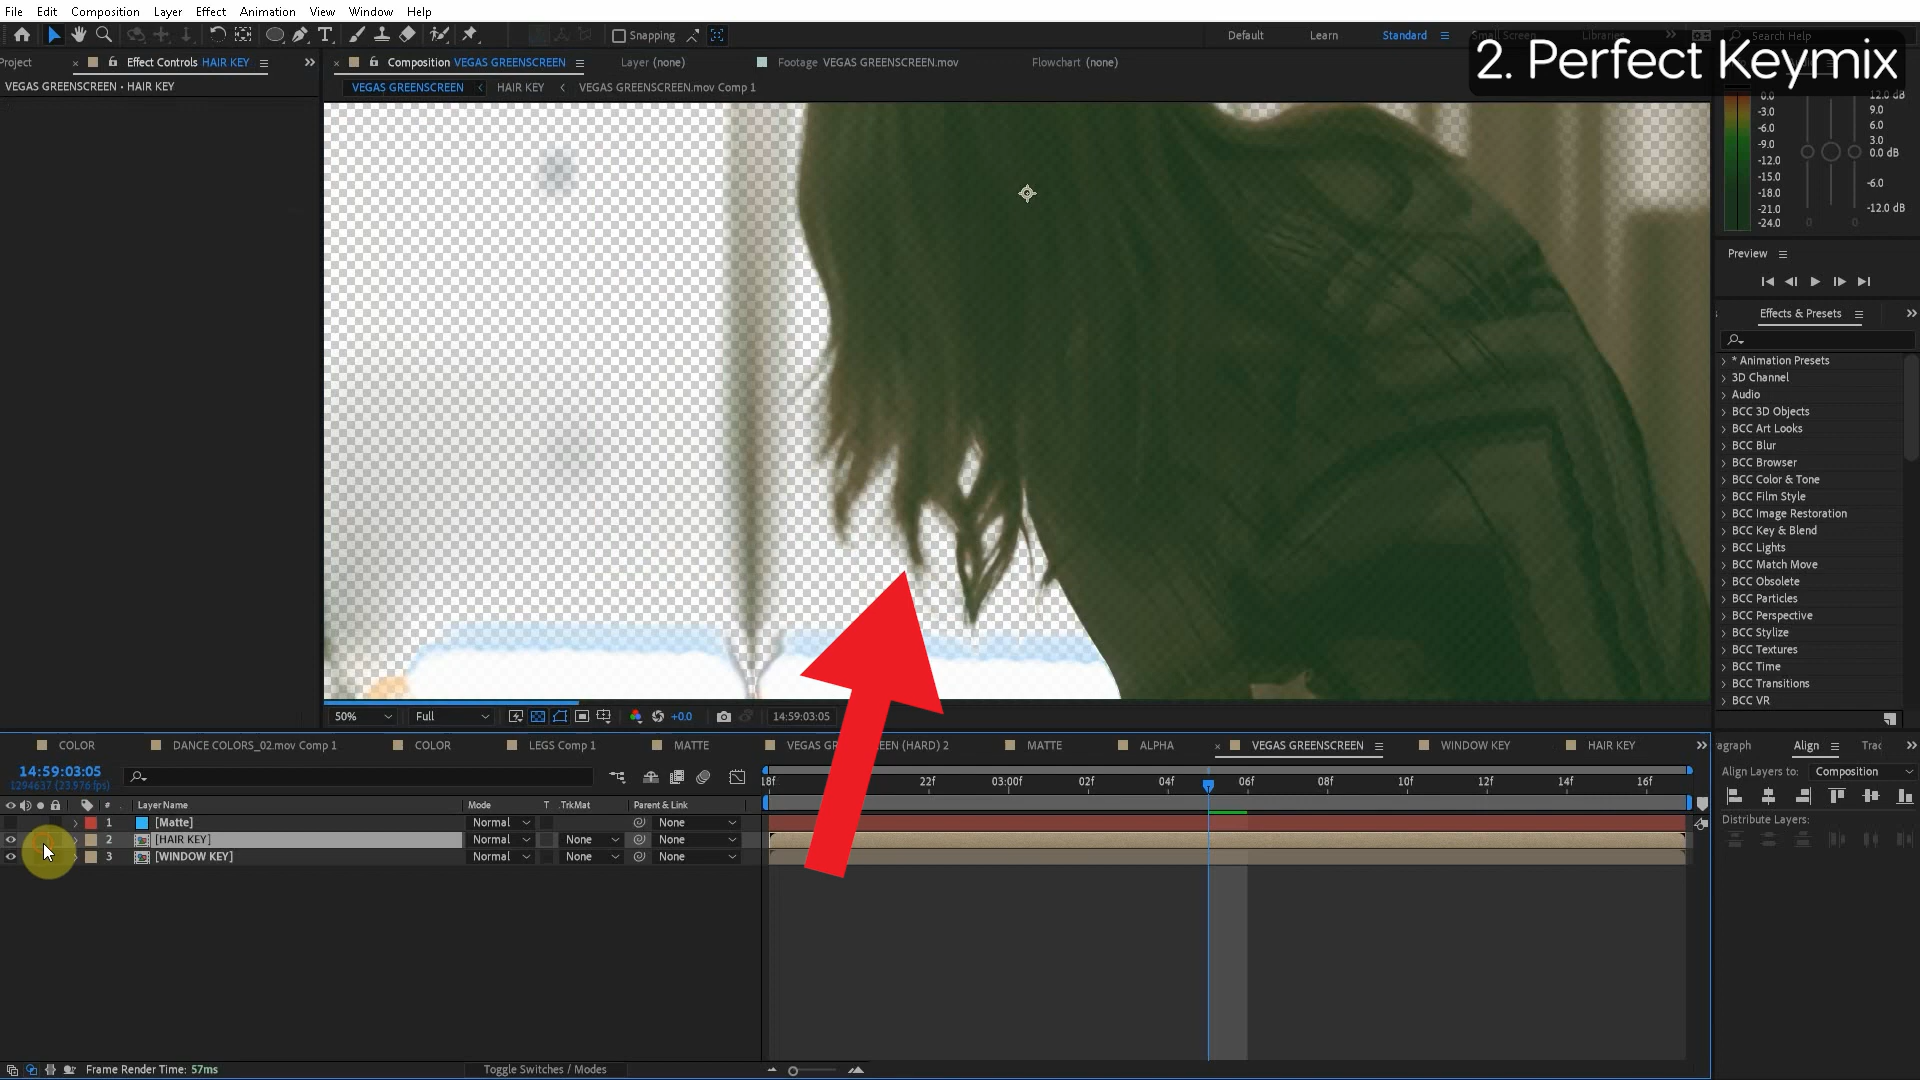 File Edit Composition Layer Effect Animation View Window Help
Snapping
Default Learn Standard Small Screen Libraries Search Help
2. Perfect Keymix
Project Effect Controls HAIR KEY
VEGAS GREENSCREEN • HAIR KEY
Composition VEGAS GREENSCREEN Layer (none) Footage VEGAS GREENSCREEN.mov Flowchart (none)
VEGAS GREENSCREEN HAIR KEY VEGAS GREENSCREEN.mov Comp 1
0.0
-3.0
-6.0
-9.0
-12.0
-15.0
-18.0
-21.0
-24.0
12.0 dB
9.0
6.0
3.0
0.0 dB
-6.0
-12.0 dB
0 0
Preview
Effects & Presets
* Animation Presets
3D Channel
Audio
BCC 3D Objects
BCC Art Looks
BCC Blur
BCC Browser
BCC Color & Tone
BCC Film Style
BCC Image Restoration
BCC Key & Blend
BCC Lights
BCC Match Move
BCC Obsolete
BCC Particles
BCC Perspective
BCC Stylize
BCC Textures
BCC Time
BCC Transitions
BCC VR
50% Full +0.0 14:59:03:05
COLOR DANCE COLORS_02.mov Comp 1 COLOR LEGS Comp 1 MATTE (HARD) 2 MATTE ALPHA VEGAS GREENSCREEN WINDOW KEY HAIR KEY
14:59:03:05
1294637 (23.976 fps)
# Layer Name Mode T .TrkMat Parent & Link
1 [Matte] Normal None
2 [HAIR KEY] Normal None None
3 [WINDOW KEY] Normal None None
18f 22f 03:00f 02f 04f 06f 08f 10f 12f 14f 16f
aragraph Align Trac
Align Layers to: Composition
Distribute Layers:
Frame Render Time: 57ms
Toggle Switches / Modes